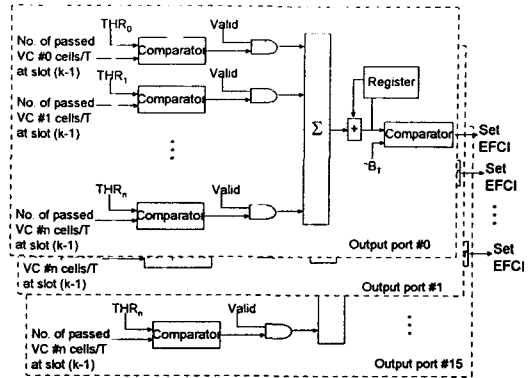 THR0
No. of passed
VC #0 cells/T
at slot (k-1)
Comparator
Valid
THR1
No. of passed
VC #1 cells/T
at slot (k-1)
Comparator
Valid
Σ
+
Register
Comparator
Set
EFCI
Set
EFCI
THRn
No. of passed
VC #n cells/T
at slot (k-1)
Comparator
Valid
Output port #0
Set
EFCI
VC #n cells/T
at slot (k-1)
Output port #1
THRn
No. of passed
VC #n cells/T
at slot (k-1)
Comparator
Valid
Output port #15